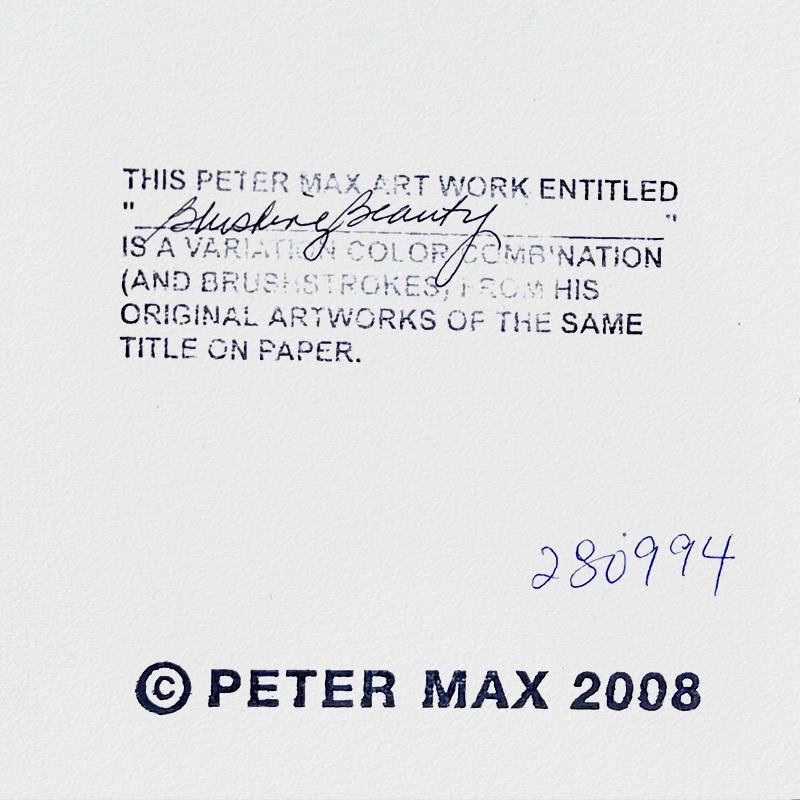 THIS PETER MAX ART WORK ENTITLED
" Blushing Beauty "
IS A VARIATION COLOR COMBINATION
(AND BRUSHSTROKES) FROM HIS
ORIGINAL ARTWORKS OF THE SAME
TITLE ON PAPER.
280994
© PETER MAX 2008